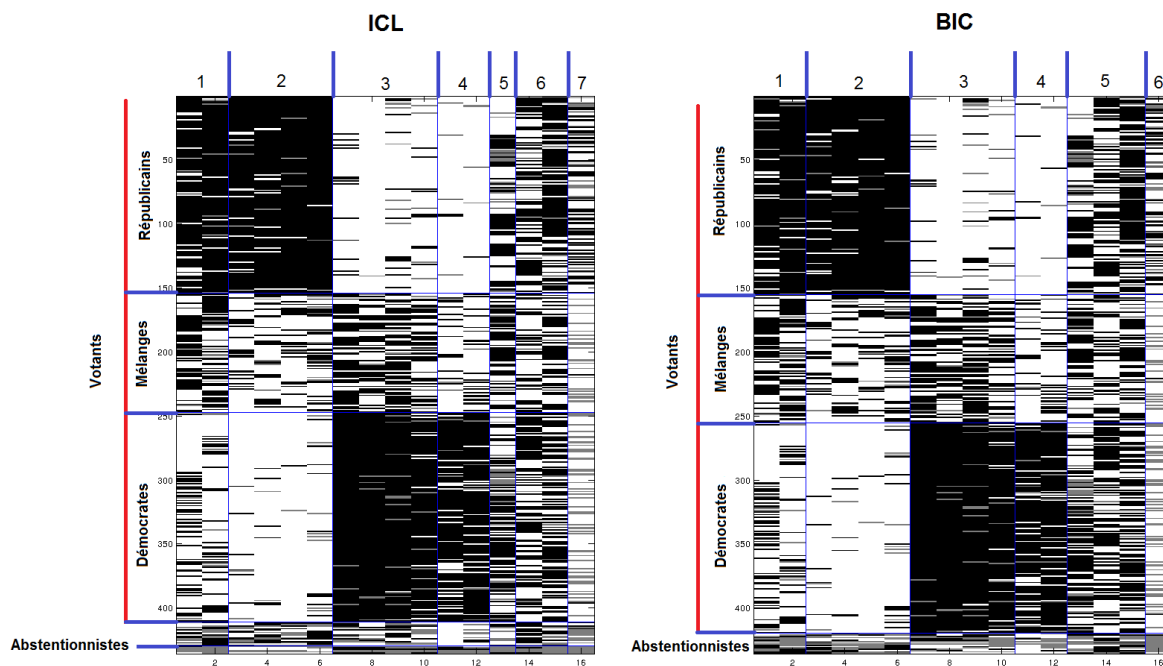 ICL
BIC
1 2 3 4 5 6 7
1 2 3 4 5 6
Républicains
Mélanges
Démocrates
Votants
Abstentionnistes
50
100
150
200
250
300
350
400
2 4 6 8 10 12 14 16
Républicains
Mélanges
Démocrates
Votants
Abstentionnistes
50
100
150
200
250
300
350
400
2 4 6 8 10 12 14 16